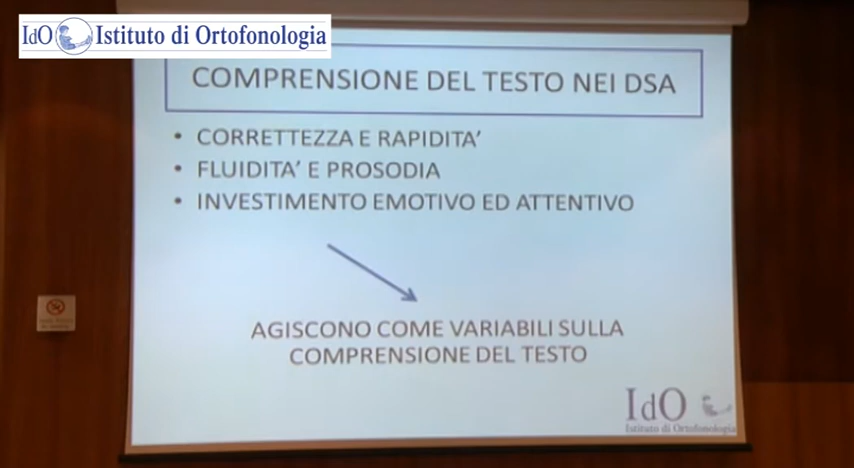 IdO Istituto di Ortofonologia
COMPRENSIONE DEL TESTO NEI DSA
• CORRETTEZZA E RAPIDITA'
• FLUIDITA' E PROSODIA
• INVESTIMENTO EMOTIVO ED ATTENTIVO
AGISCONO COME VARIABILI SULLA
COMPRENSIONE DEL TESTO
IdO
Istituto di Ortofonologia